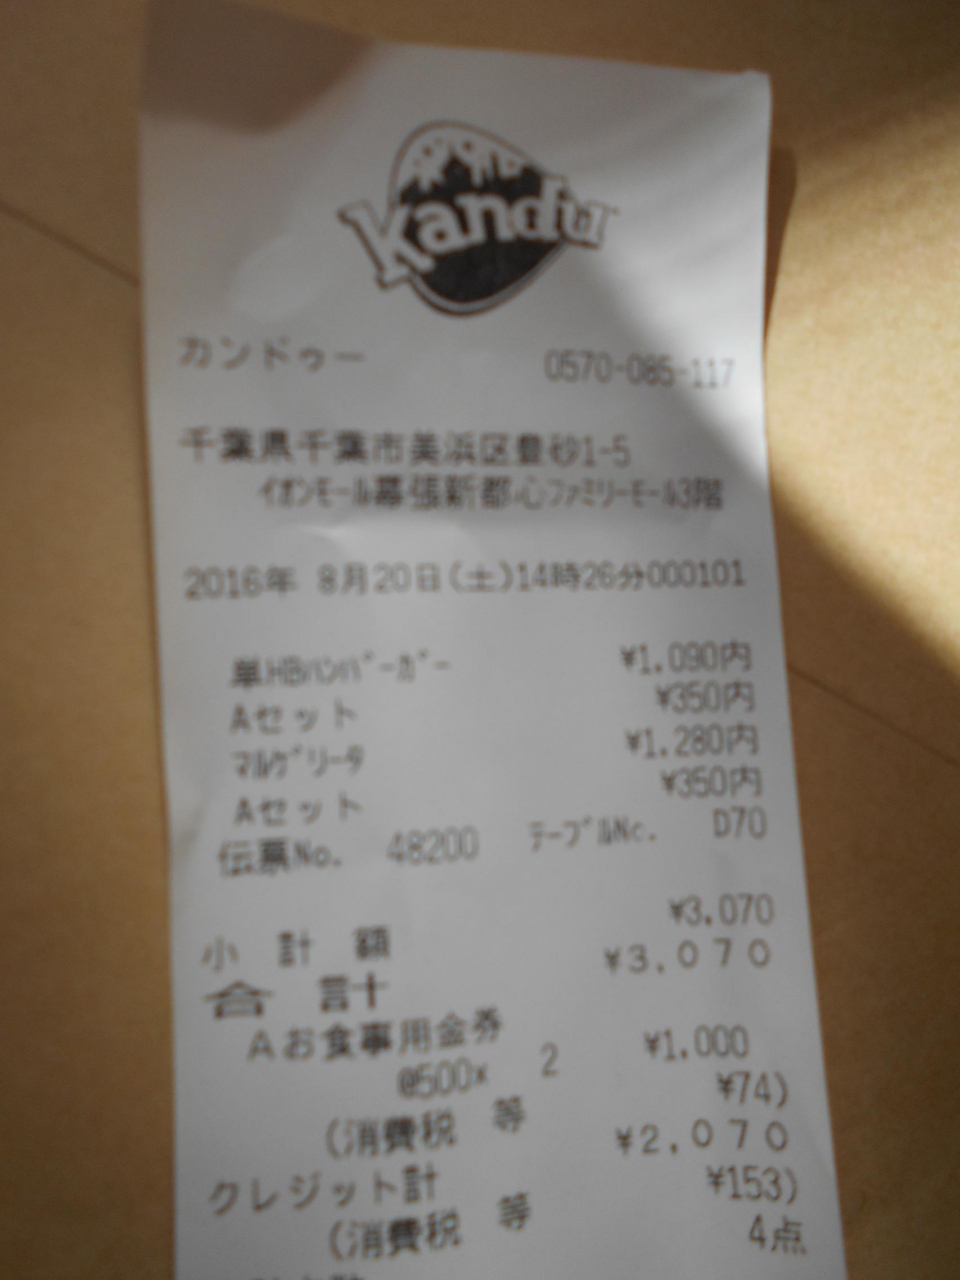 kandu
カンドゥー 0570-085-117
千葉県千葉市美浜区豊砂1-5
イオンモール幕張新都心ファミリーモール3階
2016年 8月20日(土)14時26分000101
単HBハンバーガー ¥1.090内
Aセット ¥350内
マルゲリータ ¥1.280内
Aセット ¥350内
伝票No. 48200 テーブルNo. D70
小計額 ¥3.070
合計 ¥3.070
Aお食事用金券
@500x 2 ¥1.000
(消費税 等 ¥74)
クレジット計 ¥2.070
(消費税 等 ¥153)
4点